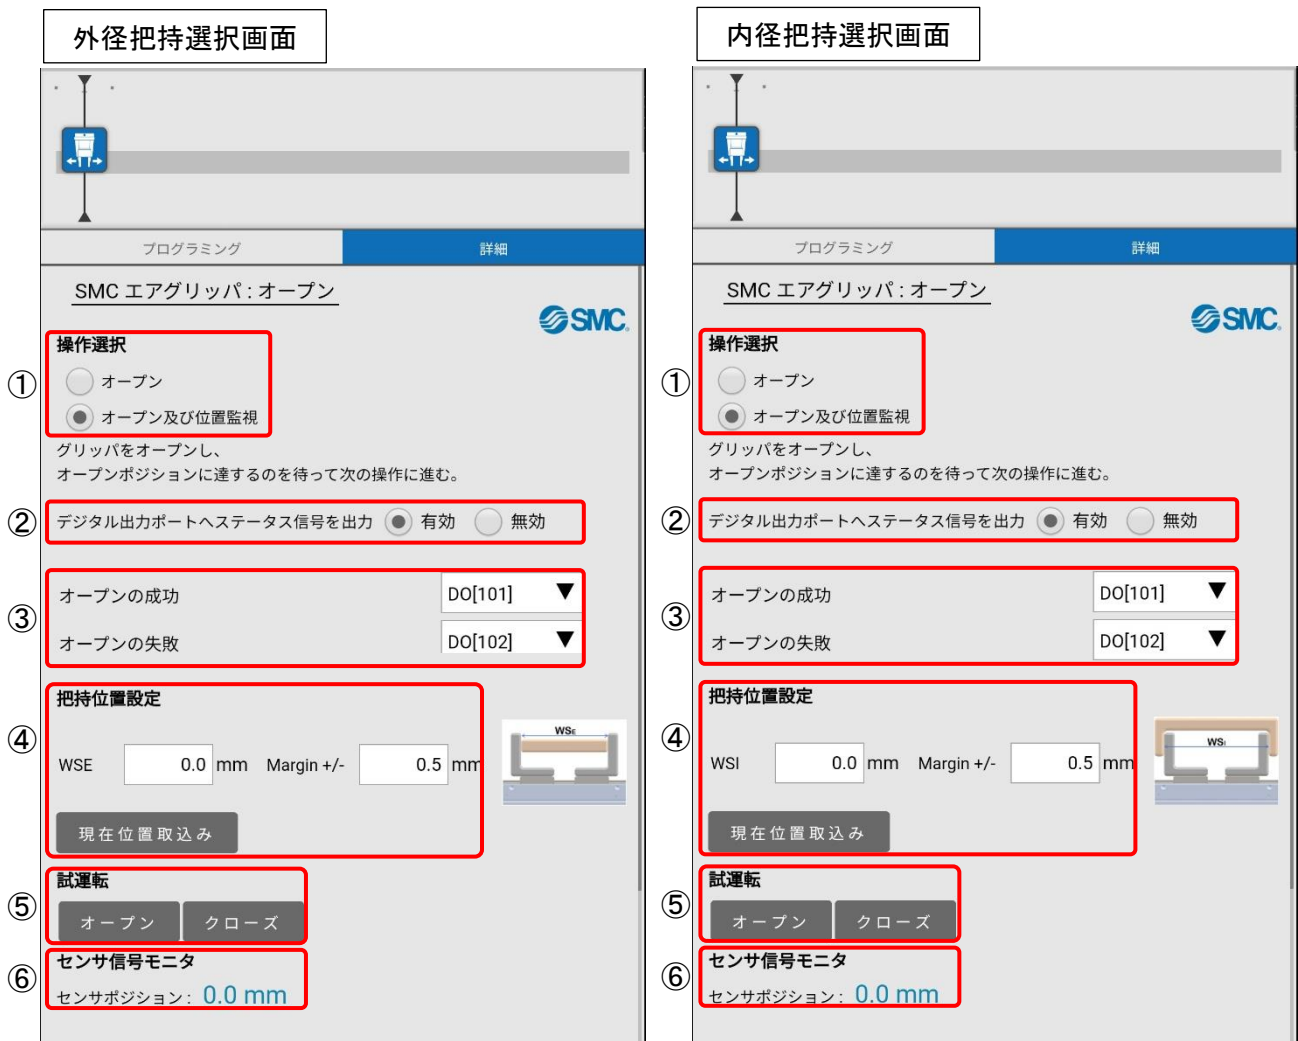 外径把持選択画面
プログラミング 詳細
SMC エアグリッパ : オープン
SMC.
① 操作選択
オープン
オープン及び位置監視
グリッパをオープンし、
オープンポジションに達するのを待って次の操作に進む。
② デジタル出力ポートへステータス信号を出力 有効 無効
③ オープンの成功 DO[101] ▼
オープンの失敗 DO[102] ▼
④ 把持位置設定
WSE
WSE 0.0 mm Margin +/- 0.5 mm
現在位置取込み
⑤ 試運転
オープン クローズ
⑥ センサ信号モニタ
センサポジション : 0.0 mm
内径把持選択画面
プログラミング 詳細
SMC エアグリッパ : オープン
SMC.
① 操作選択
オープン
オープン及び位置監視
グリッパをオープンし、
オープンポジションに達するのを待って次の操作に進む。
② デジタル出力ポートへステータス信号を出力 有効 無効
③ オープンの成功 DO[101] ▼
オープンの失敗 DO[102] ▼
④ 把持位置設定
WSI
WSI 0.0 mm Margin +/- 0.5 mm
現在位置取込み
⑤ 試運転
オープン クローズ
⑥ センサ信号モニタ
センサポジション : 0.0 mm